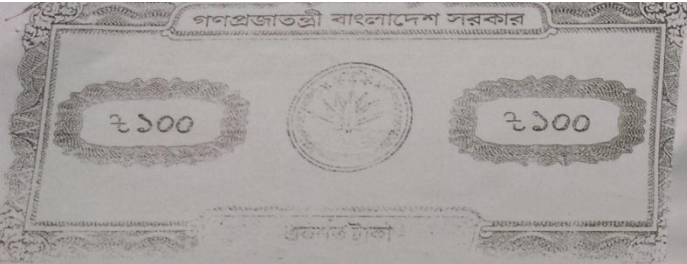 গণপ্রজাতন্ত্রী বাংলাদেশ সরকার
৳ ১০০
৳ ১০০
একশত টাকা